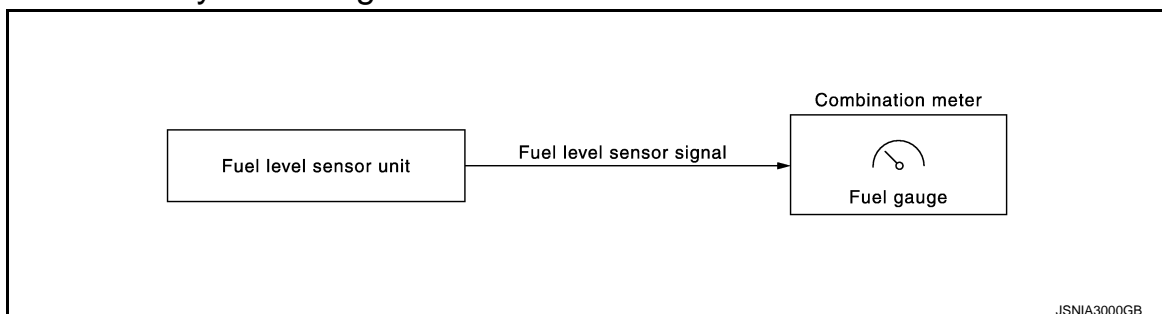 Combination meter
Fuel level sensor unit
Fuel level sensor signal
Fuel gauge
JSNIA3000GB